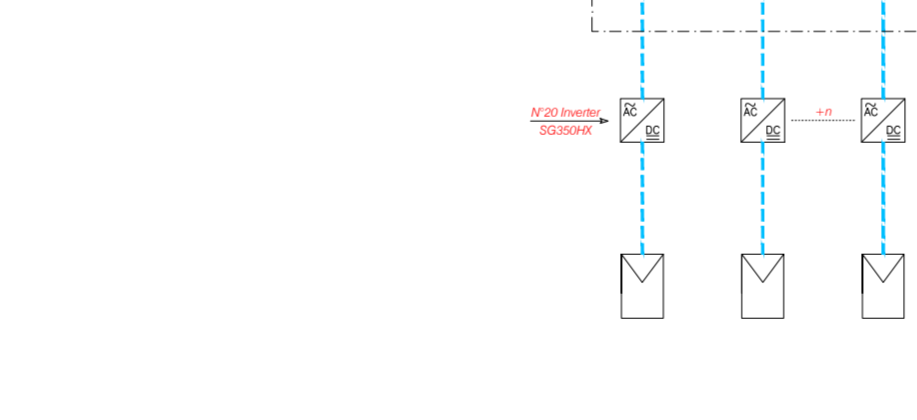 N°20 Inverter
SG350HX
AC
DC
AC
DC
+n
AC
DC